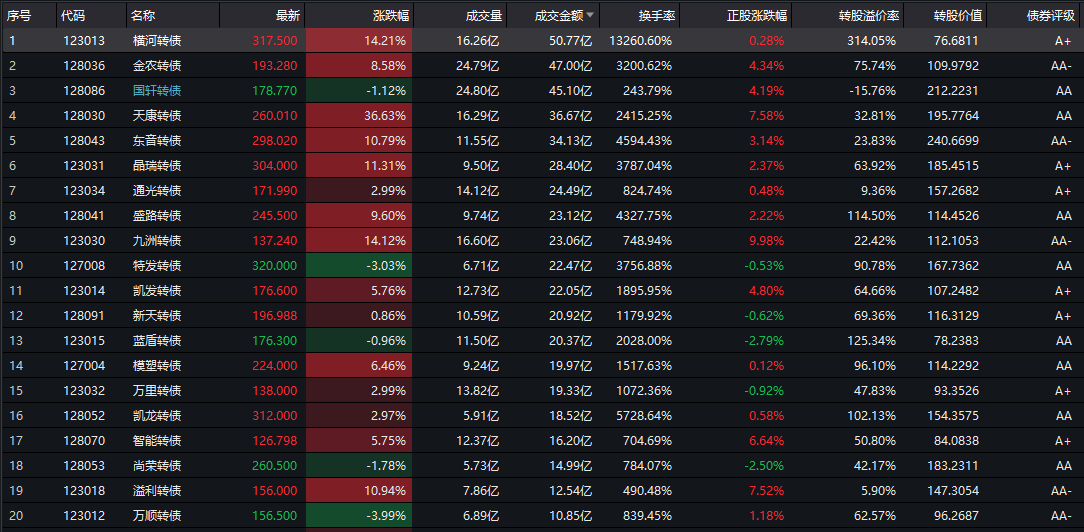 序号 代码 名称 最新 涨跌幅 成交量 成交金额 换手率 正股涨跌幅 转股溢价率 转股价值 债券评级
1 123013 横河转债 317.500 14.21% 16.26亿 50.77亿 13260.60% 0.28% 314.05% 76.6811 A+
2 128036 金农转债 193.280 8.58% 24.79亿 47.00亿 3200.62% 4.34% 75.74% 109.9792 AA-
3 128086 国轩转债 178.770 -1.12% 24.80亿 45.10亿 243.79% 4.19% -15.76% 212.2231 AA
4 128030 天康转债 260.010 36.63% 16.29亿 36.67亿 2415.25% 7.58% 32.81% 195.7764 AA
5 128043 东音转债 298.020 10.79% 11.55亿 34.13亿 4594.43% 3.14% 23.83% 240.6699 AA-
6 123031 晶瑞转债 304.000 11.31% 9.50亿 28.40亿 3787.04% 2.37% 63.92% 185.4515 A+
7 123034 通光转债 171.990 2.99% 14.12亿 24.49亿 824.74% 0.48% 9.36% 157.2682 A+
8 128041 盛路转债 245.500 9.60% 9.74亿 23.12亿 4327.75% 2.22% 114.50% 114.4526 AA
9 123030 九洲转债 137.240 14.12% 16.60亿 23.06亿 748.94% 9.98% 22.42% 112.1053 AA-
10 127008 特发转债 320.000 -3.03% 6.71亿 22.47亿 3756.88% -0.53% 90.78% 167.7362 AA
11 123014 凯发转债 176.600 5.76% 12.73亿 22.05亿 1895.95% 4.80% 64.66% 107.2482 A+
12 128091 新天转债 196.988 0.86% 10.59亿 20.92亿 1179.92% -0.62% 69.36% 116.3129 A+
13 123015 蓝盾转债 176.300 -0.96% 11.50亿 20.37亿 2028.00% -2.79% 125.34% 78.2383 AA
14 127004 模塑转债 224.000 6.46% 9.24亿 19.97亿 1517.63% 0.12% 96.10% 114.2292 AA
15 123032 万里转债 138.000 2.99% 13.82亿 19.33亿 1072.36% -0.92% 47.83% 93.3526 A+
16 128052 凯龙转债 312.000 2.97% 5.91亿 18.52亿 5728.64% 0.58% 102.13% 154.3575 AA
17 128070 智能转债 126.798 5.75% 12.37亿 16.20亿 704.69% 6.64% 50.80% 84.0838 A+
18 128053 尚荣转债 260.500 -1.78% 5.73亿 14.99亿 784.07% -2.50% 42.17% 183.2311 AA
19 123018 溢利转债 156.000 10.94% 7.86亿 12.54亿 490.48% 7.52% 5.90% 147.3054 AA-
20 123012 万顺转债 156.500 -3.99% 6.89亿 10.85亿 839.45% 1.18% 62.57% 96.2687 AA-